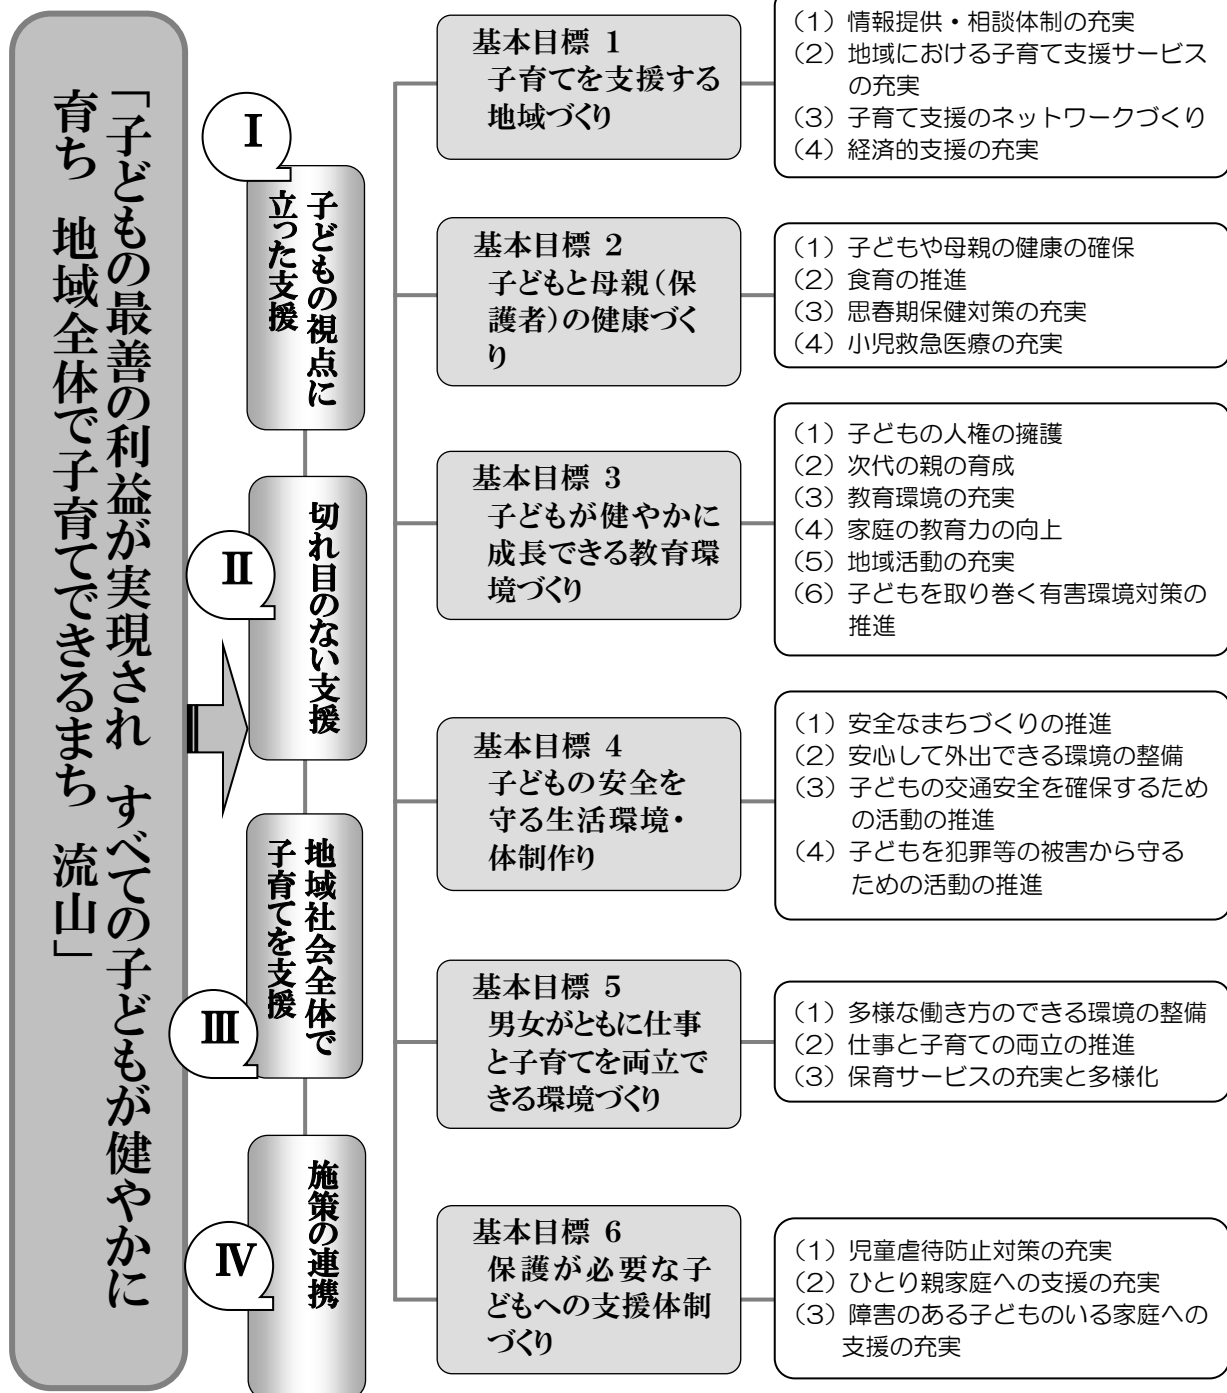 「子どもの最善の利益が実現され　すべての子どもが健やかに
育ち　地域全体で子育てできるまち　流山」
Ⅰ
子どもの視点に
立った支援
Ⅱ
切れ目のない支援
Ⅲ
地域社会全体で
子育てを支援
Ⅳ
施策の連携
基本目標 1
子育てを支援する
地域づくり
（1）情報提供・相談体制の充実
（2）地域における子育て支援サービス
の充実
（3）子育て支援のネットワークづくり
（4）経済的支援の充実
基本目標 2
子どもと母親（保
護者）の健康づく
り
（1）子どもや母親の健康の確保
（2）食育の推進
（3）思春期保健対策の充実
（4）小児救急医療の充実
基本目標 3
子どもが健やかに
成長できる教育環
境づくり
（1）子どもの人権の擁護
（2）次代の親の育成
（3）教育環境の充実
（4）家庭の教育力の向上
（5）地域活動の充実
（6）子どもを取り巻く有害環境対策の
推進
基本目標 4
子どもの安全を
守る生活環境・
体制作り
（1）安全なまちづくりの推進
（2）安心して外出できる環境の整備
（3）子どもの交通安全を確保するため
の活動の推進
（4）子どもを犯罪等の被害から守る
ための活動の推進
基本目標 5
男女がともに仕事
と子育てを両立で
きる環境づくり
（1）多様な働き方のできる環境の整備
（2）仕事と子育ての両立の推進
（3）保育サービスの充実と多様化
基本目標 6
保護が必要な子
どもへの支援体制
づくり
（1）児童虐待防止対策の充実
（2）ひとり親家庭への支援の充実
（3）障害のある子どものいる家庭への
支援の充実